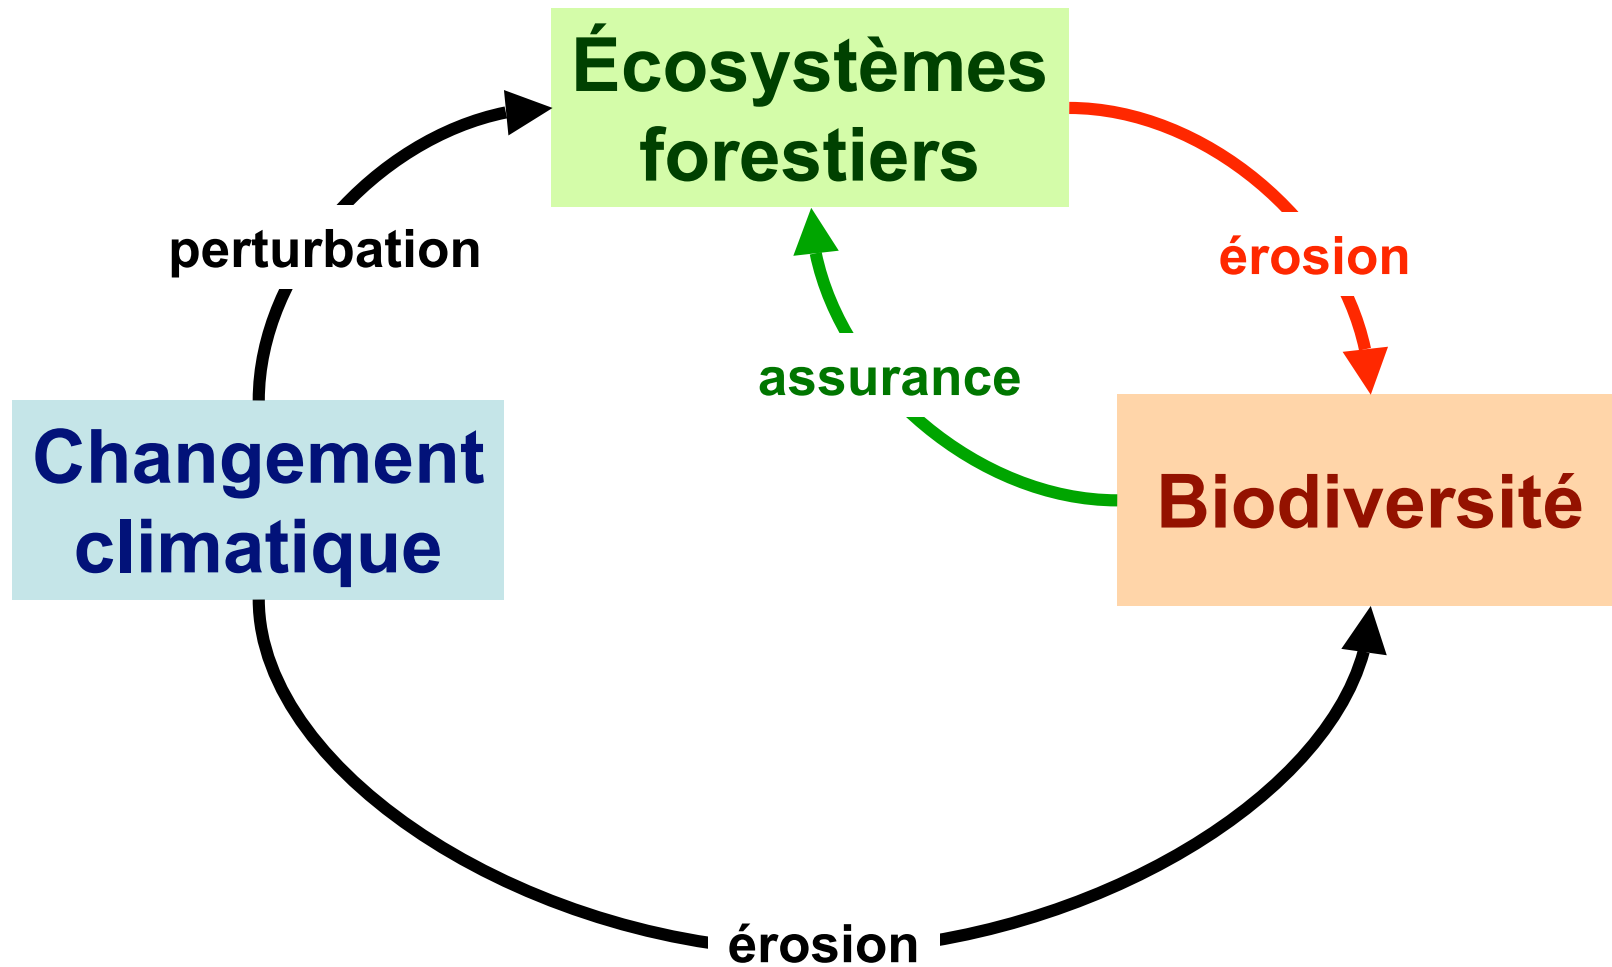 Écosystèmes
forestiers
perturbation
érosion
assurance
Changement
climatique
Biodiversité
érosion